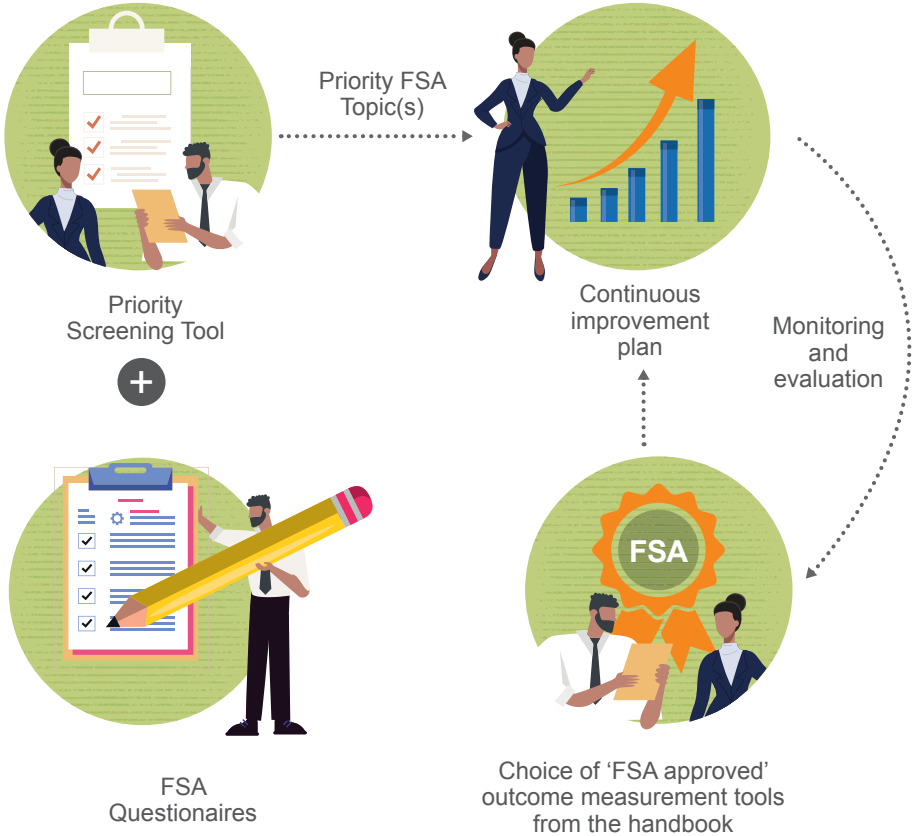 Priority FSA
Topic(s)
Priority
Screening Tool
+
Continuous
improvement
plan
Monitoring
and
evaluation
FSA
FSA
Questionaires
Choice of ‘FSA approved’
outcome measurement tools
from the handbook